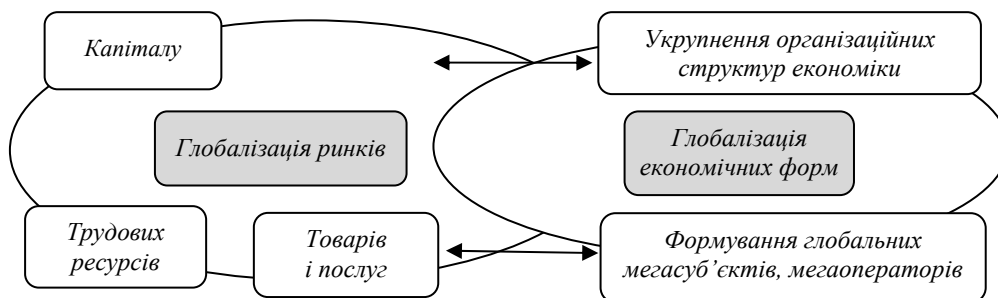 Капіталу
Укрупнення організаційних
структур економіки
Глобалізація ринків
Глобалізація
економічних форм
Трудових
ресурсів
Товарів
і послуг
Формування глобальних
мегасуб’єктів, мегаоператорів